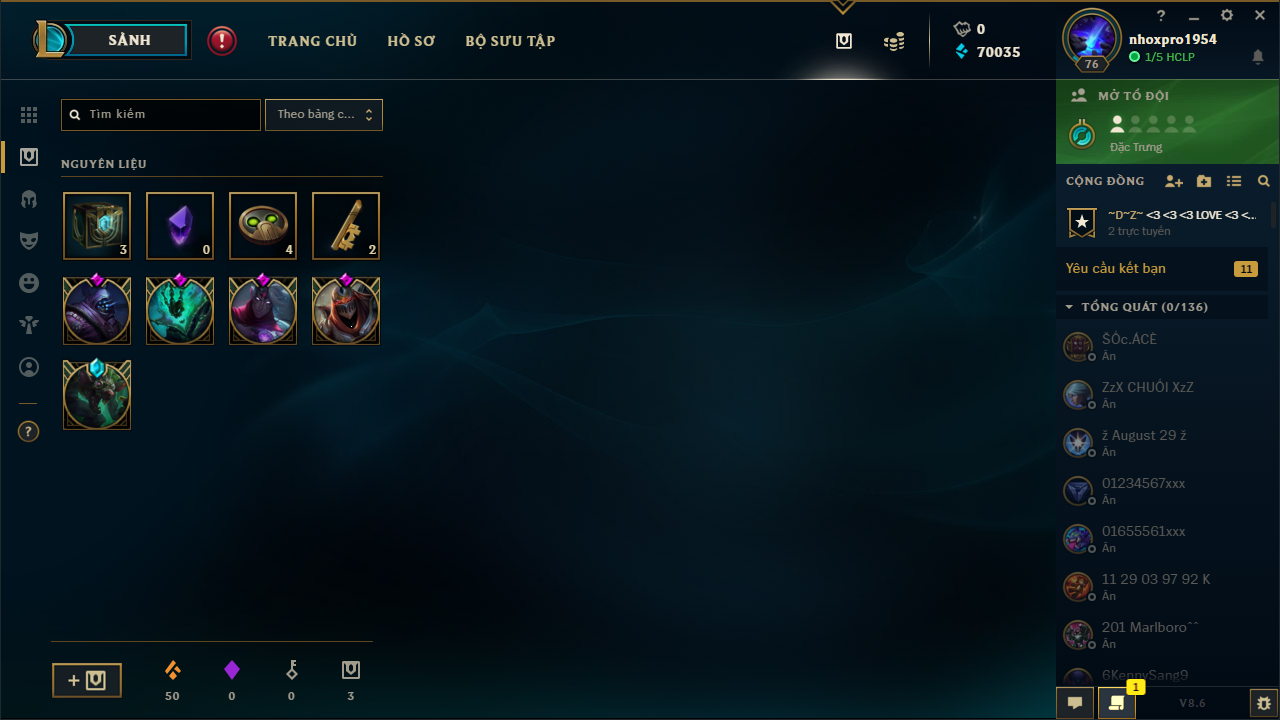 SẢNH
TRANG CHỦ
HỒ SƠ
BỘ SƯU TẬP
0
70035
?
76
nhoxpro1954
1/5 HCLP
Tìm kiếm
Theo bảng c...
NGUYÊN LIỆU
3
0
4
2
?
50
0
0
3
MỞ TỔ ĐỘI
Đặc Trưng
CỘNG ĐỒNG
~D~Z~ <3 <3 <3 LOVE <3 <...
2 trực tuyến
Yêu cầu kết bạn
11
TỔNG QUÁT (0/136)
ŠÓc.ÁCÈ
Ẩn
ZzX CHUỐI XzZ
Ẩn
ž August 29 ž
Ẩn
01234567xxx
Ẩn
01655561xxx
Ẩn
11 29 03 97 92 K
Ẩn
201 Marlboro^^
Ẩn
6KennySang9
1
V8.6